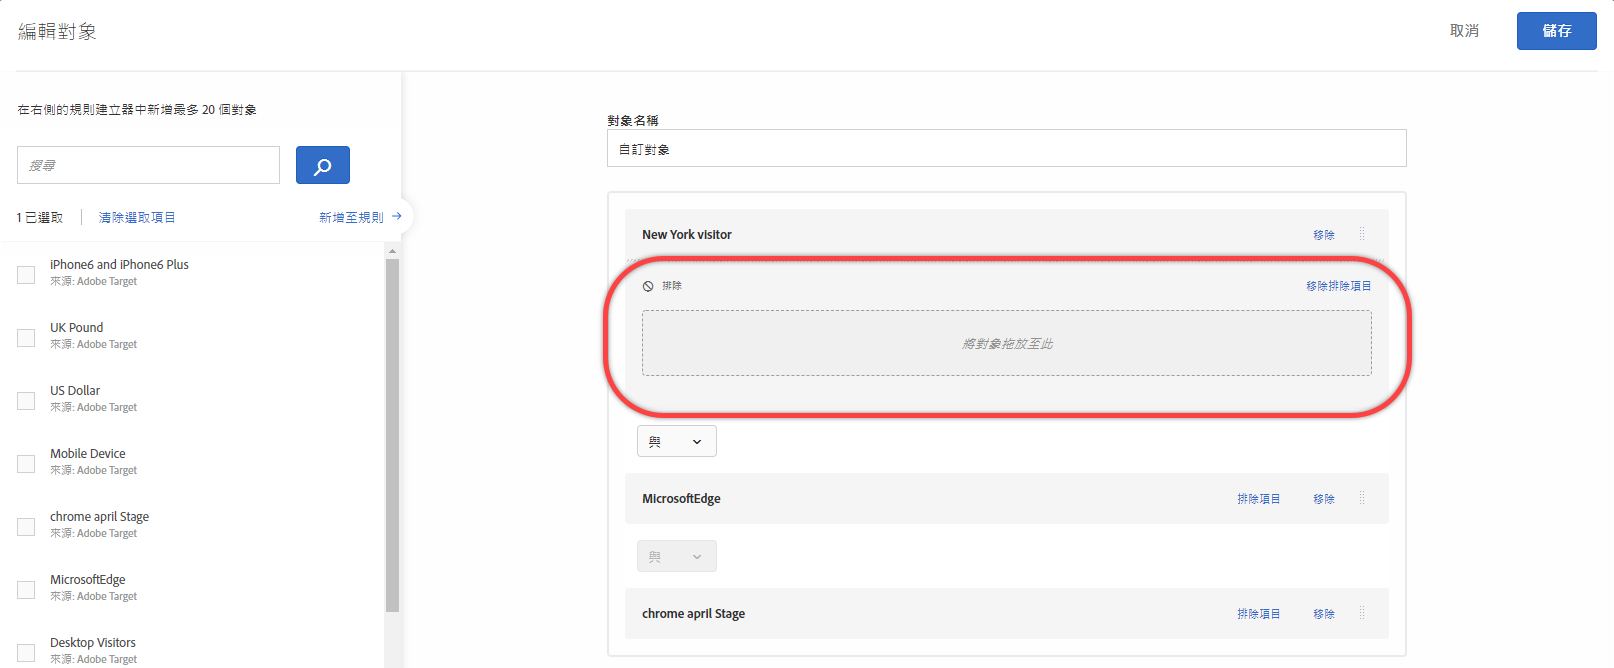 編輯對象
取消
儲存
在右側的規則建立器中新增最多 20 個對象
搜尋
1 已選取
清除選取項目
新增至規則
iPhone6 and iPhone6 Plus
來源: Adobe Target
UK Pound
來源: Adobe Target
US Dollar
來源: Adobe Target
Mobile Device
來源: Adobe Target
chrome april Stage
來源: Adobe Target
MicrosoftEdge
來源: Adobe Target
Desktop Visitors
來源: Adobe Target
對象名稱
自訂對象
New York visitor
移除
排除
移除排除項目
將對象拖放至此
與
MicrosoftEdge
排除項目
移除
與
chrome april Stage
排除項目
移除